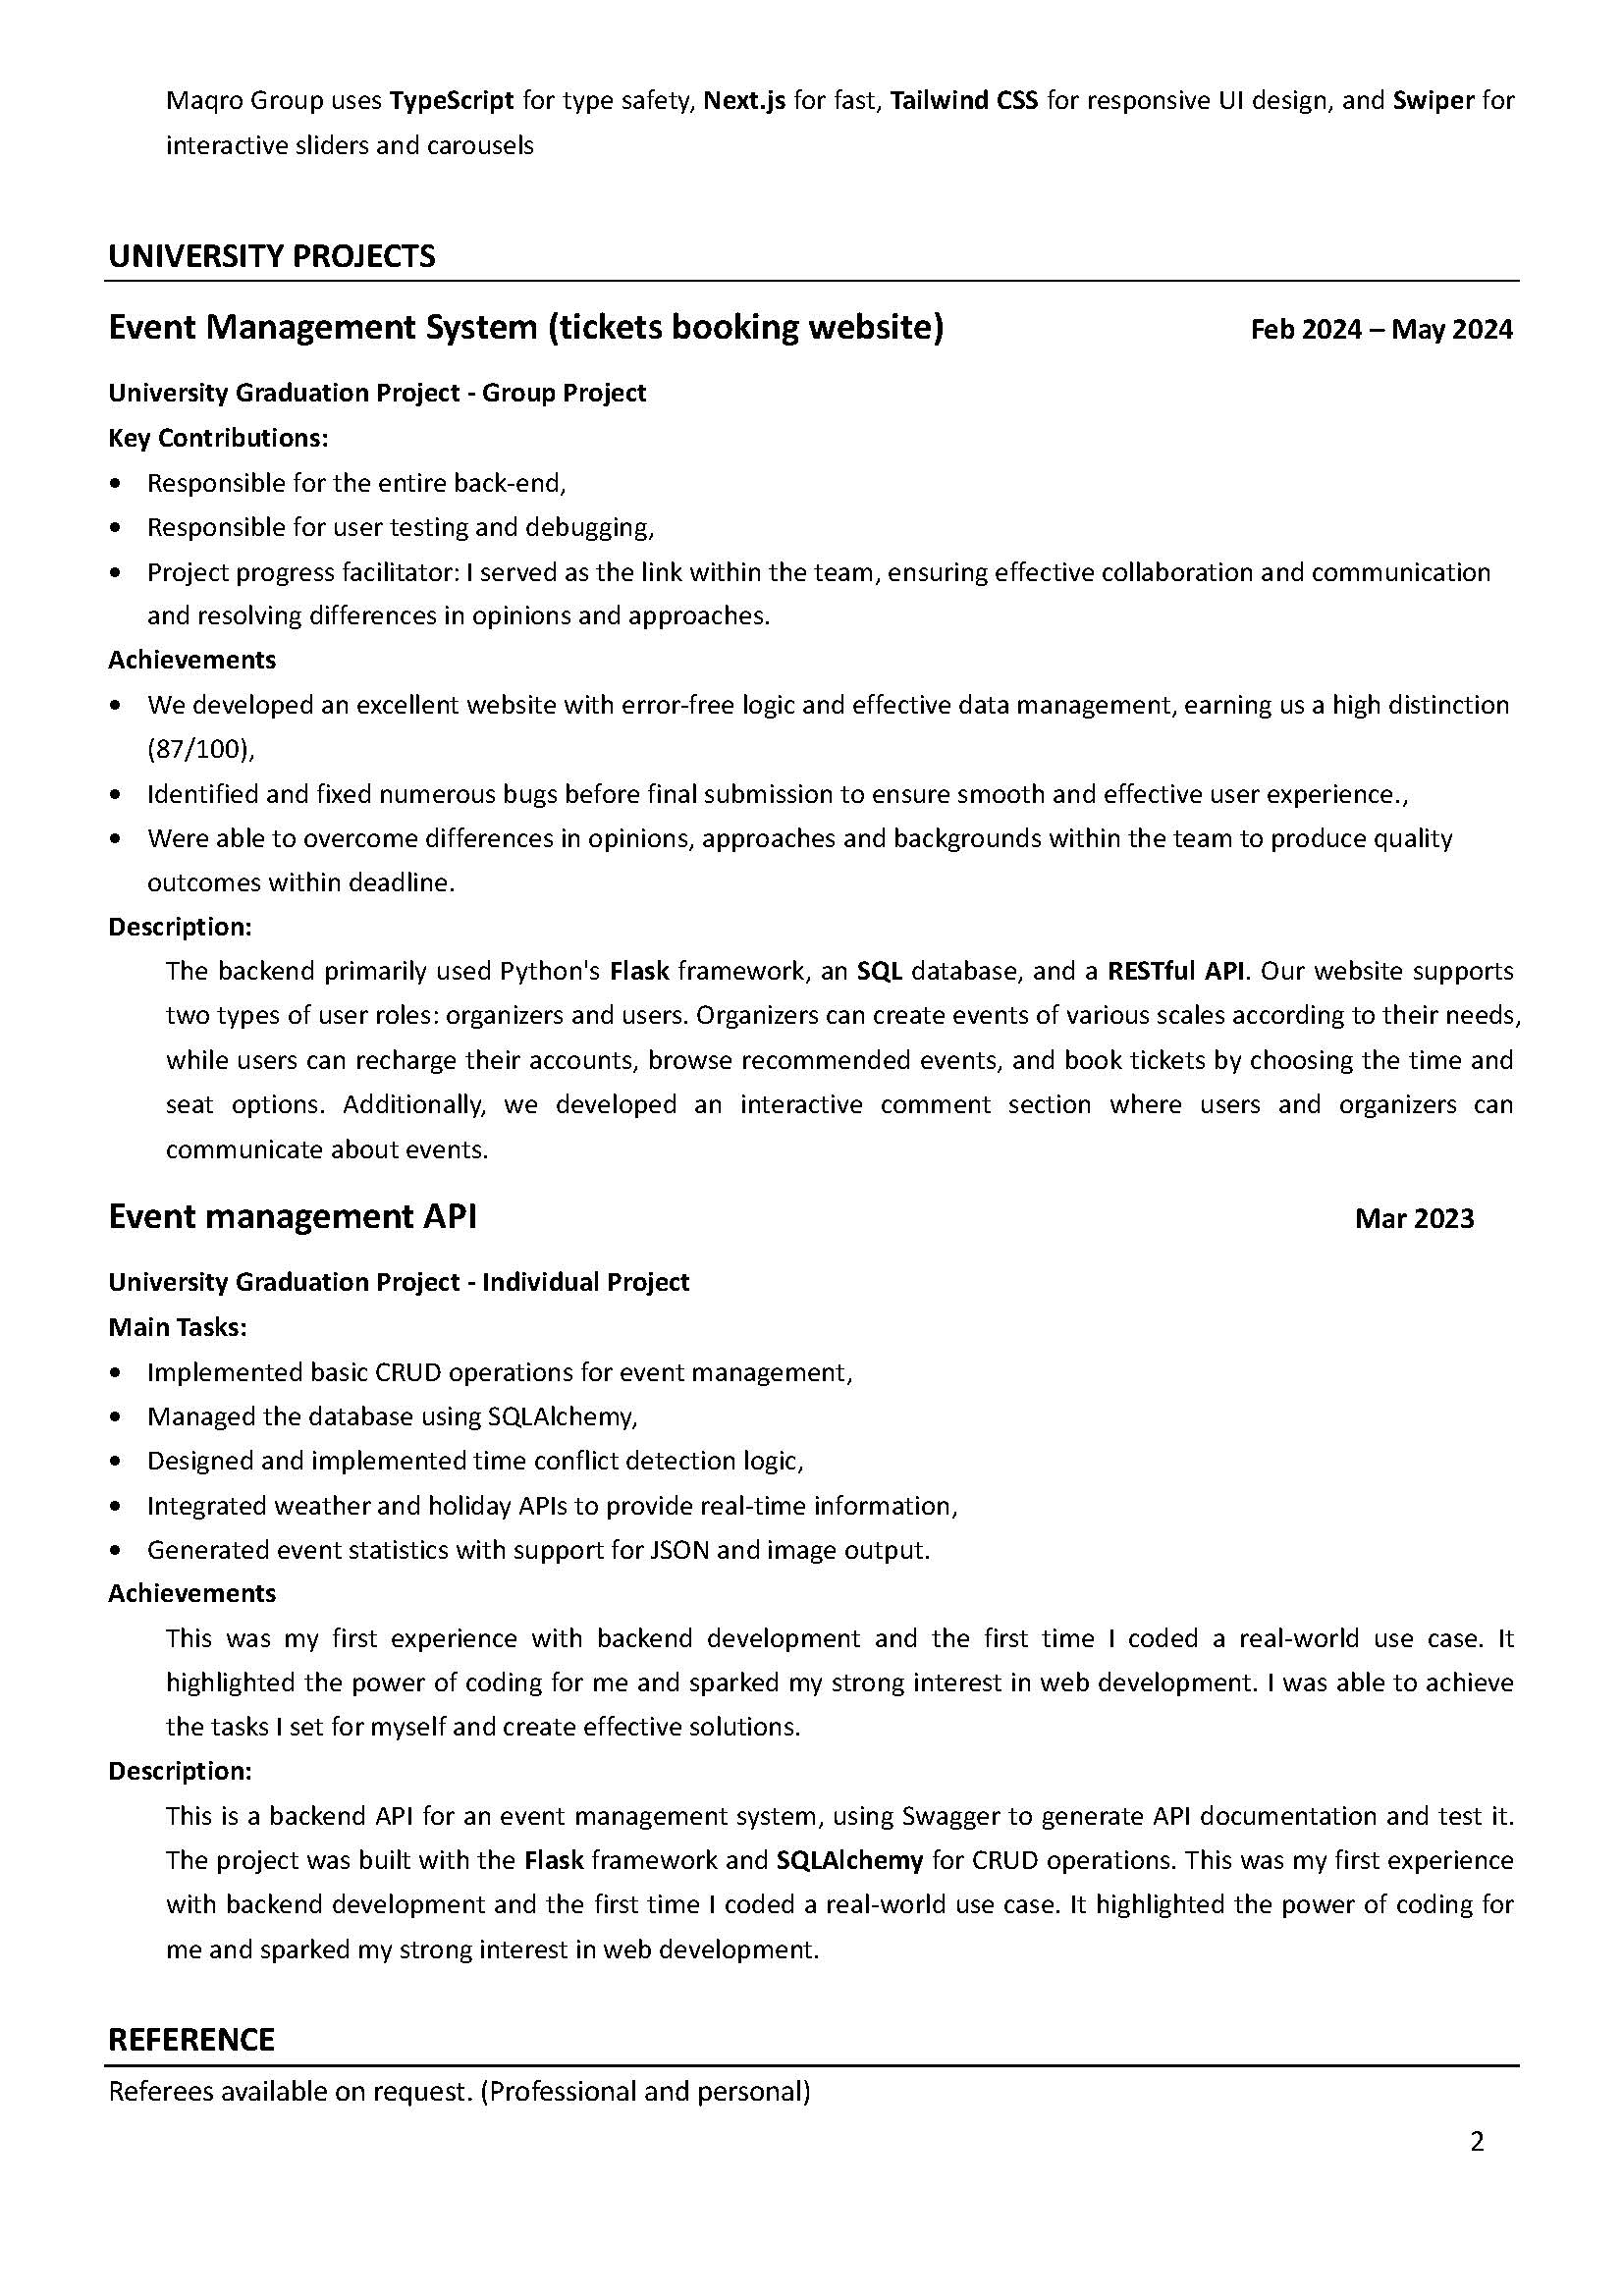 Maqro Group uses TypeScript for type safety, Next.js for fast, Tailwind CSS for responsive UI design, and Swiper for
interactive sliders and carousels
UNIVERSITY PROJECTS
Event Management System (tickets booking website) Feb 2024 – May 2024
University Graduation Project - Group Project
Key Contributions:
• Responsible for the entire back-end,
• Responsible for user testing and debugging,
• Project progress facilitator: I served as the link within the team, ensuring effective collaboration and communication
and resolving differences in opinions and approaches.
Achievements
• We developed an excellent website with error-free logic and effective data management, earning us a high distinction
(87/100),
• Identified and fixed numerous bugs before final submission to ensure smooth and effective user experience.,
• Were able to overcome differences in opinions, approaches and backgrounds within the team to produce quality
outcomes within deadline.
Description:
The backend primarily used Python's Flask framework, an SQL database, and a RESTful API. Our website supports
two types of user roles: organizers and users. Organizers can create events of various scales according to their needs,
while users can recharge their accounts, browse recommended events, and book tickets by choosing the time and
seat options. Additionally, we developed an interactive comment section where users and organizers can
communicate about events.
Event management API Mar 2023
University Graduation Project - Individual Project
Main Tasks:
• Implemented basic CRUD operations for event management,
• Managed the database using SQLAlchemy,
• Designed and implemented time conflict detection logic,
• Integrated weather and holiday APIs to provide real-time information,
• Generated event statistics with support for JSON and image output.
Achievements
This was my first experience with backend development and the first time I coded a real-world use case. It
highlighted the power of coding for me and sparked my strong interest in web development. I was able to achieve
the tasks I set for myself and create effective solutions.
Description:
This is a backend API for an event management system, using Swagger to generate API documentation and test it.
The project was built with the Flask framework and SQLAlchemy for CRUD operations. This was my first experience
with backend development and the first time I coded a real-world use case. It highlighted the power of coding for
me and sparked my strong interest in web development.
REFERENCE
Referees available on request. (Professional and personal)
2